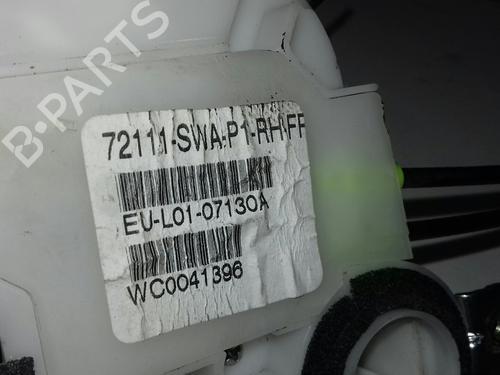 B-PARTS
72111-SWA-P1-RH FF
EU-L01-07130A
WC0041396